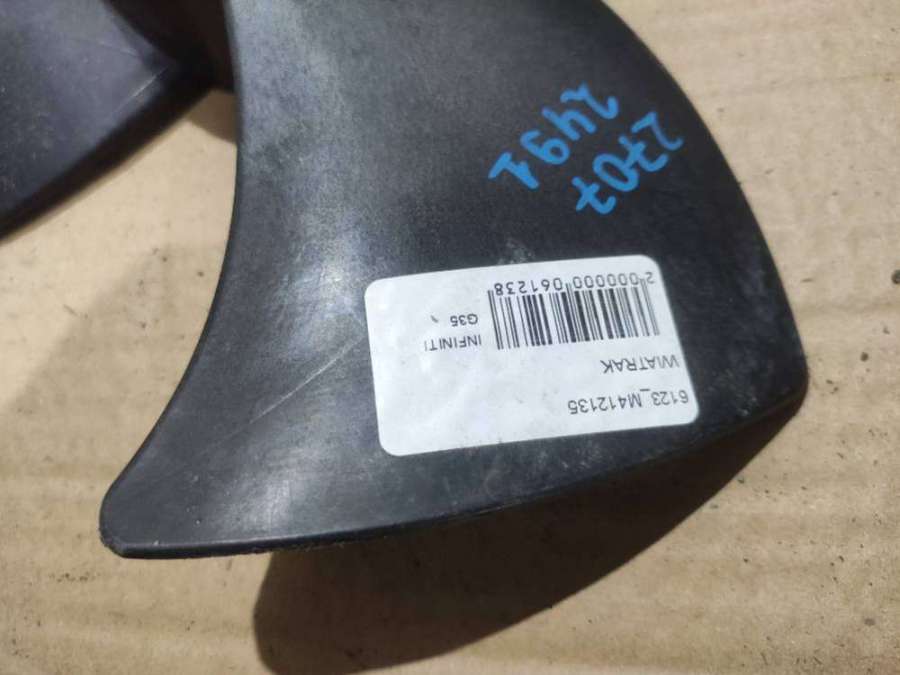 6123_M412135
WIATRAK
INFINITI
G35
2 000000 061238
2707
2491